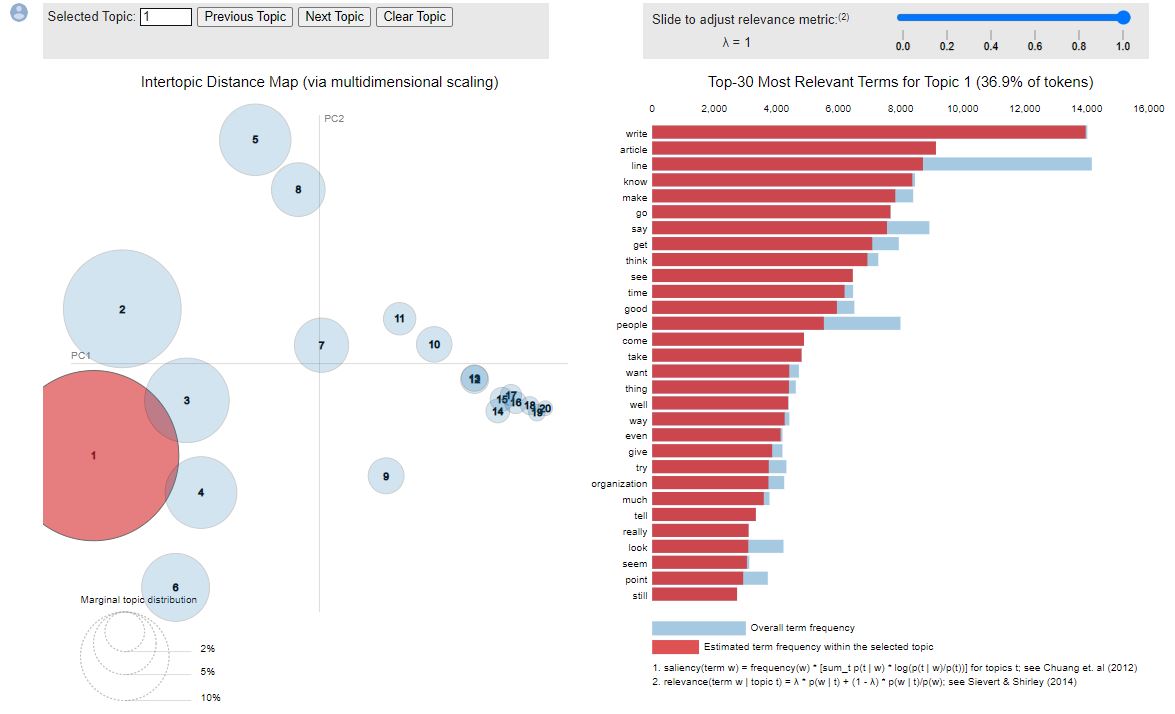 Selected Topic: 1 Previous Topic Next Topic Clear Topic
Slide to adjust relevance metric:(2)
λ = 1
0.0 0.2 0.4 0.6 0.8 1.0
Intertopic Distance Map (via multidimensional scaling)
PC2
PC1
5
8
2
11
7
10
3
1
4
9
6
14
15
17
16
18
20
Marginal topic distribution
2%
5%
10%
Top-30 Most Relevant Terms for Topic 1 (36.9% of tokens)
0 2,000 4,000 6,000 8,000 10,000 12,000 14,000 16,000
write
article
line
know
make
go
say
get
think
see
time
good
people
come
take
want
thing
well
way
even
give
try
organization
much
tell
really
look
seem
point
still
Overall term frequency
Estimated term frequency within the selected topic
1. saliency(term w) = frequency(w) * [sum_t p(t | w) * log(p(t | w)/p(t))] for topics t; see Chuang et. al (2012)
2. relevance(term w | topic t) = λ * p(w | t) + (1 - λ) * p(w | t)/p(w); see Sievert & Shirley (2014)